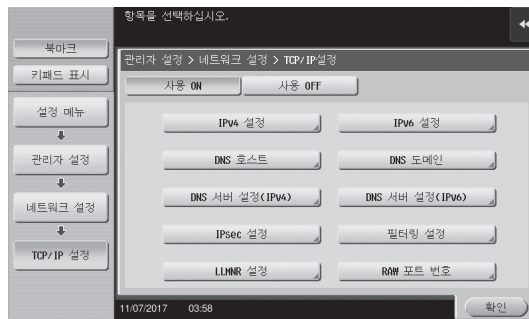 항목을 선택하십시오.
북마크
키패드 표시
설정 메뉴
관리자 설정
네트워크 설정
TCP/IP 설정
관리자 설정 > 네트워크 설정 > TCP/IP설정
사용 ON 사용 OFF
IPv4 설정 IPv6 설정
DNS 호스트 DNS 도메인
DNS 서버 설정(IPv4) DNS 서버 설정(IPv6)
IPsec 설정 필터링 설정
LLMNR 설정 RAW 포트 번호
11/07/2017 03:58
확인